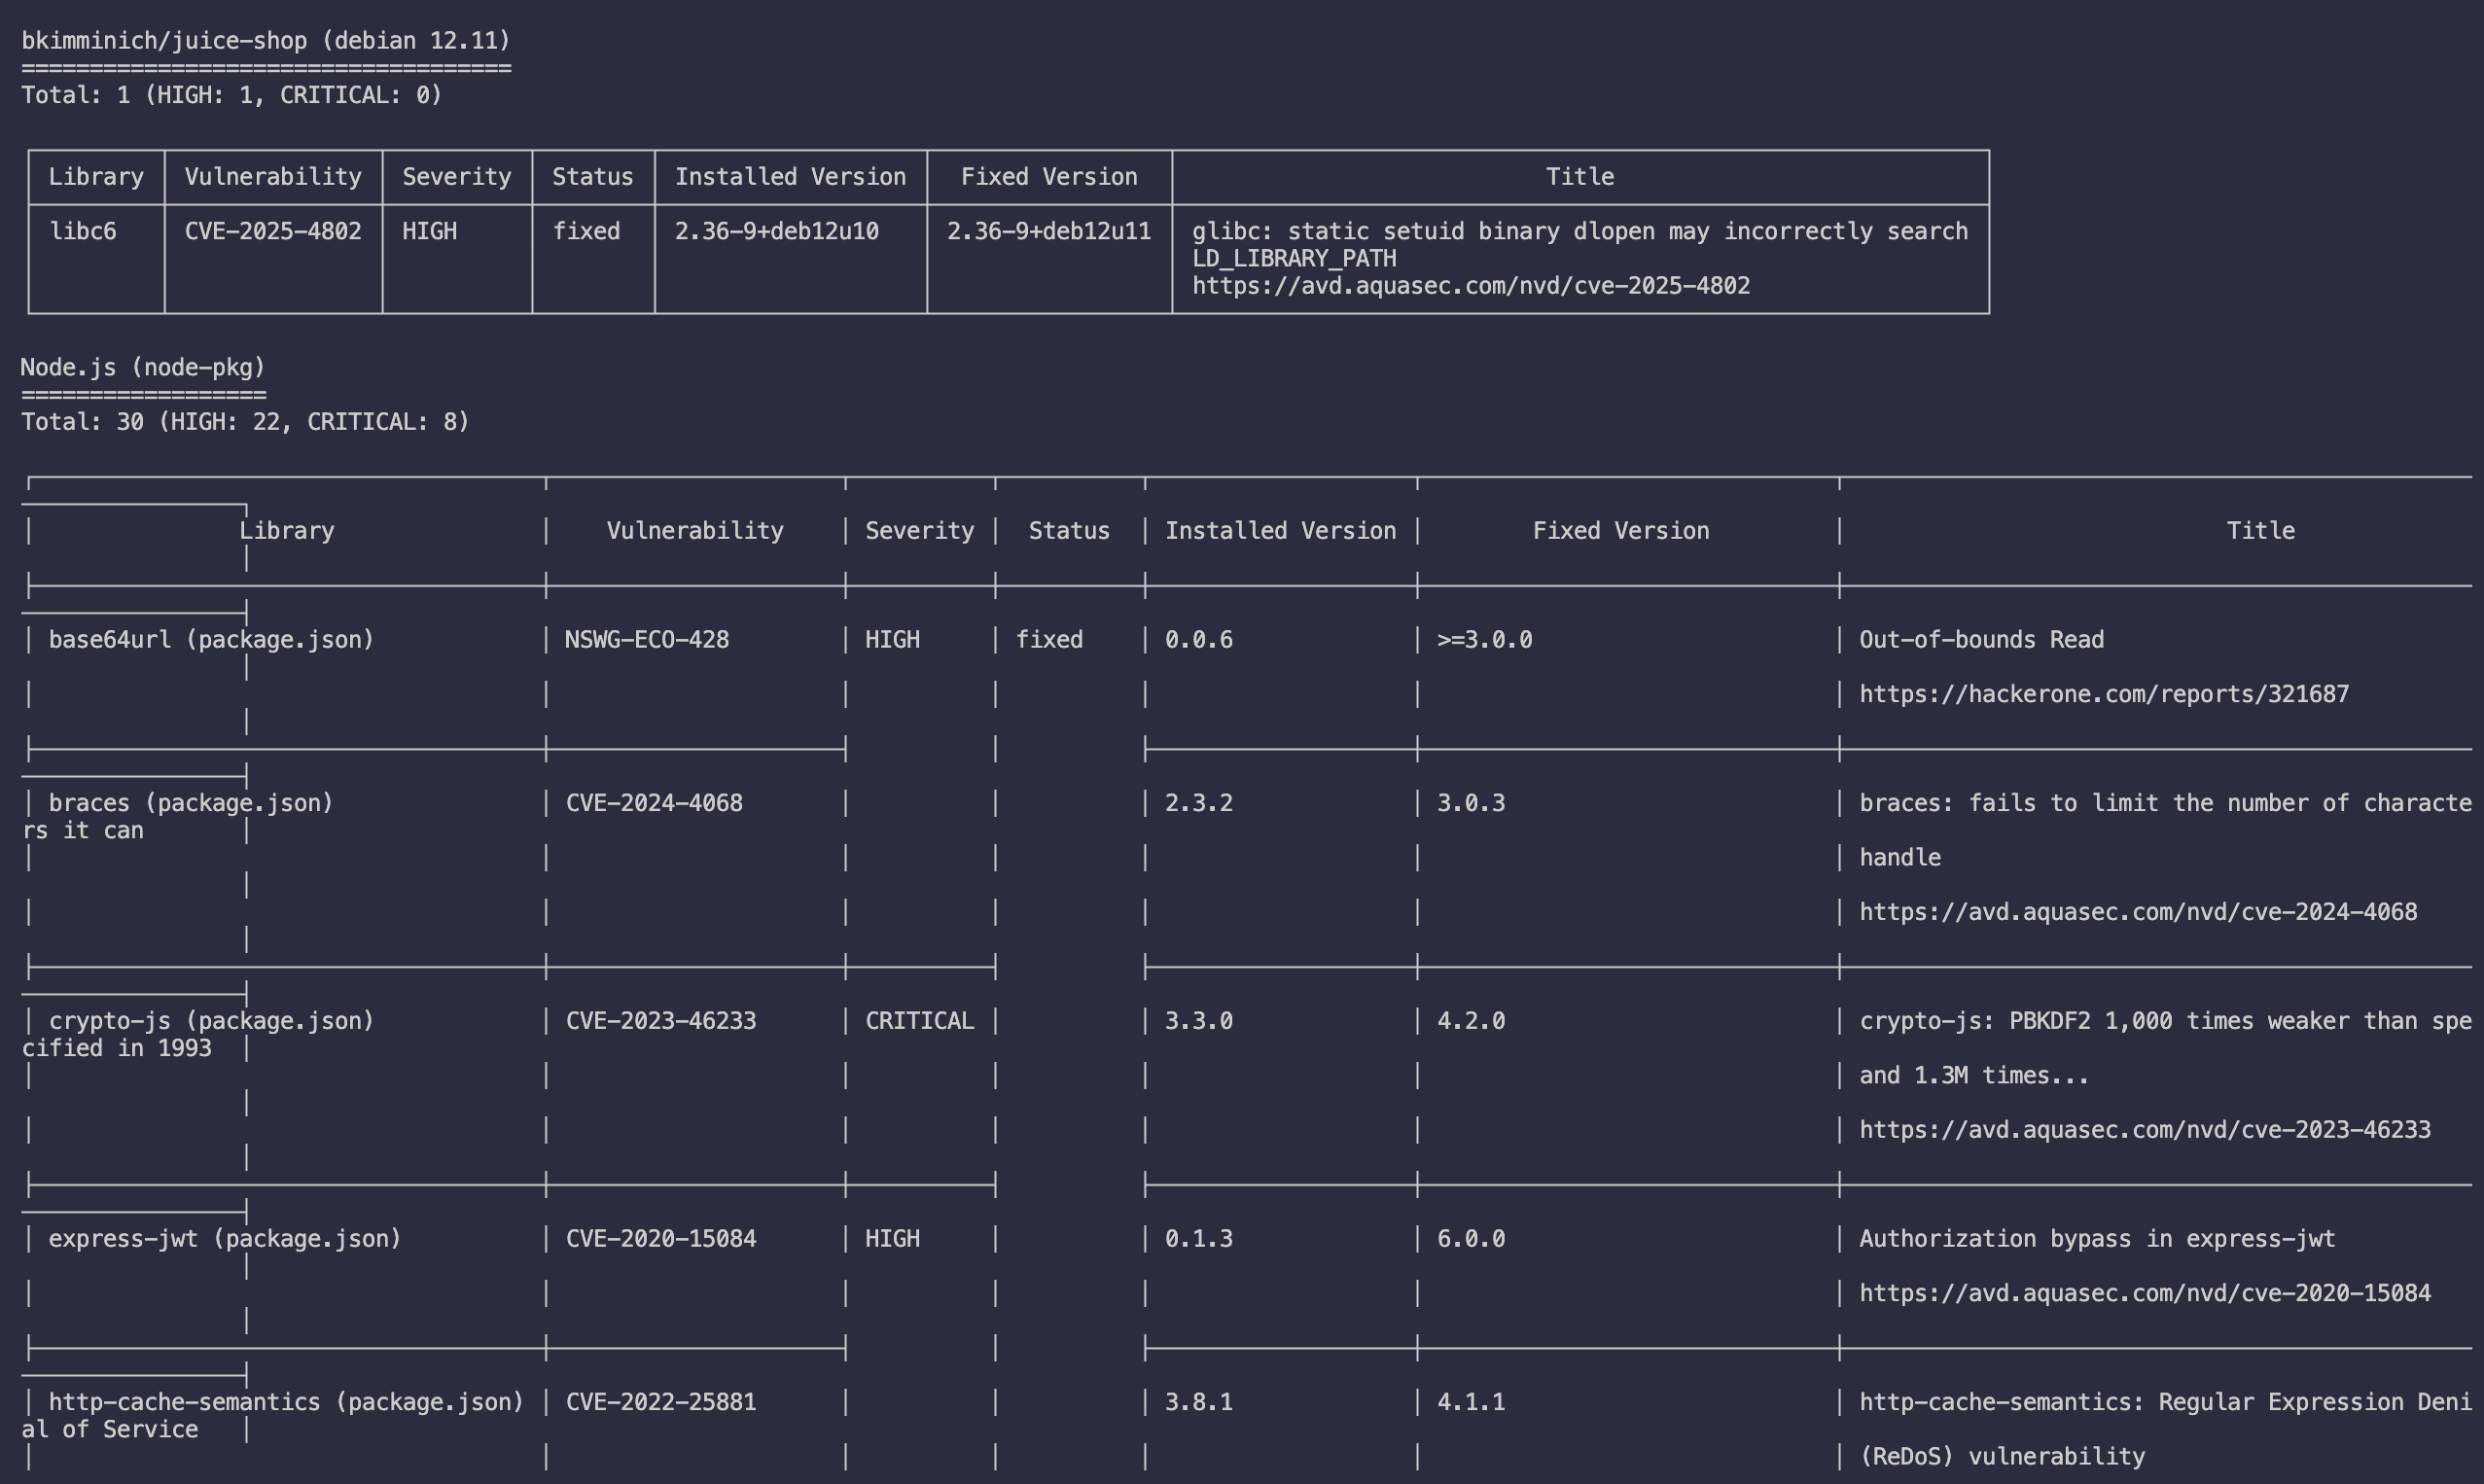 bkimminich/juice-shop (debian 12.11)
====================================
Total: 1 (HIGH: 1, CRITICAL: 0)
Library Vulnerability Severity Status Installed Version Fixed Version Title
libc6 CVE-2025-4802 HIGH fixed 2.36-9+deb12u10 2.36-9+deb12u11 glibc: static setuid binary dlopen may incorrectly search
LD_LIBRARY_PATH
https://avd.aquasec.com/nvd/cve-2025-4802
Node.js (node-pkg)
==================
Total: 30 (HIGH: 22, CRITICAL: 8)
Library Vulnerability Severity Status Installed Version Fixed Version Title
base64url (package.json) NSWG-ECO-428 HIGH fixed 0.0.6 >=3.0.0 Out-of-bounds Read
https://hackerone.com/reports/321687
braces (package.json) CVE-2024-4068 2.3.2 3.0.3 braces: fails to limit the number of characte
rs it can
handle
https://avd.aquasec.com/nvd/cve-2024-4068
crypto-js (package.json) CVE-2023-46233 CRITICAL 3.3.0 4.2.0 crypto-js: PBKDF2 1,000 times weaker than spe
cified in 1993
and 1.3M times...
https://avd.aquasec.com/nvd/cve-2023-46233
express-jwt (package.json) CVE-2020-15084 HIGH 0.1.3 6.0.0 Authorization bypass in express-jwt
https://avd.aquasec.com/nvd/cve-2020-15084
http-cache-semantics (package.json) CVE-2022-25881 3.8.1 4.1.1 http-cache-semantics: Regular Expression Deni
al of Service
(ReDoS) vulnerability